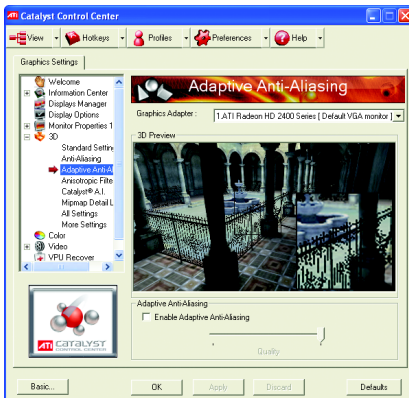 ATI Catalyst Control Center
View
Hotkeys
Profiles
Preferences
Help
Graphics Settings
Welcome
Information Center
Displays Manager
Display Options
Monitor Properties 1
3D
Standard Setting
Anti-Aliasing
Adaptive Anti-Al
Anisotropic Filte
Catalyst® A.I.
Mipmap Detail L
All Settings
More Settings
Color
Video
VPU Recover
ATI CATALYST
CONTROL CENTER
Adaptive Anti-Aliasing
Graphics Adapter :
1.ATI Radeon HD 2400 Series [ Default VGA monitor ]
3D Preview
Adaptive Anti-Aliasing
Enable Adaptive Anti-Aliasing
Quality
Basic...
OK
Apply
Discard
Defaults